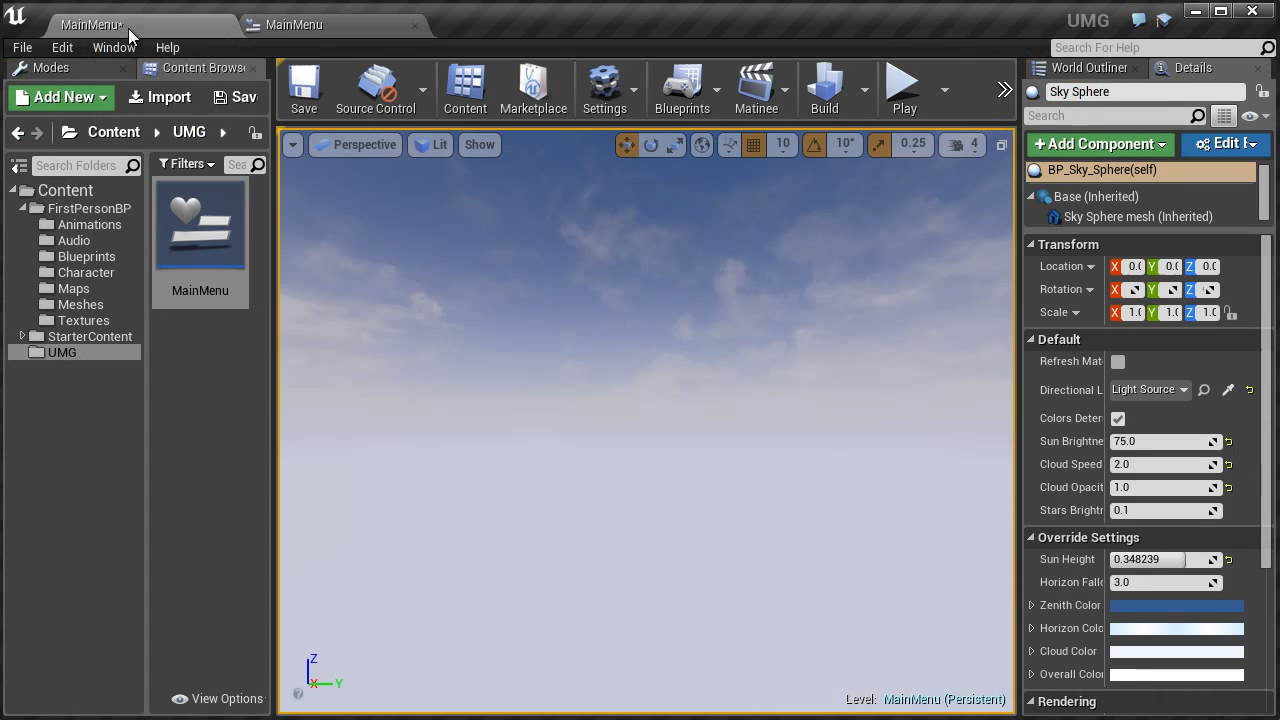 MainMenu*
MainMenu
UMG
File
Edit
Window
Help
Search For Help
Modes
Content Brows
World Outliner
Details
Add New
Import
Sav
Save
Source Control
Content
Marketplace
Settings
Blueprints
Matinee
Build
Play
Sky Sphere
Search
Content
UMG
Add Component
Edit
Search Folders
Filters
Sea
Perspective
Lit
Show
10
10°
0.25
4
BP_Sky_Sphere(self)
Base (Inherited)
Sky Sphere mesh (Inherited)
Content
FirstPersonBP
Animations
Audio
Blueprints
Character
Maps
Meshes
Textures
StarterContent
UMG
MainMenu
Transform
Location
X
0.0
Y
0.0
Z
0.0
Rotation
X
Y
Z
Scale
X
1.0
Y
1.0
Z
1.0
Default
Refresh Mat
Directional L
Light Source
Colors Deter
Sun Brightne
75.0
Cloud Speed
2.0
Cloud Opacit
1.0
Stars Brightn
0.1
Override Settings
Sun Height
0.348239
Horizon Fallo
3.0
Zenith Color
Horizon Colo
Cloud Color
Overall Color
Rendering
View Options
Z
X
Y
Level: MainMenu (Persistent)